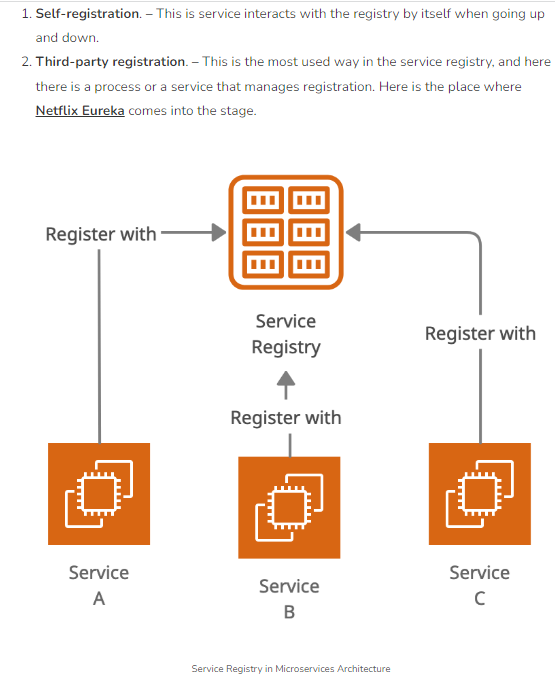 1. Self-registration. – This is service interacts with the registry by itself when going up
and down.
2. Third-party registration. – This is the most used way in the service registry, and here
there is a process or a service that manages registration. Here is the place where
Netflix Eureka comes into the stage.
Register with
Service
Registry
Register with
Register with
Service
A
Service
B
Service
C
Service Registry in Microservices Architecture